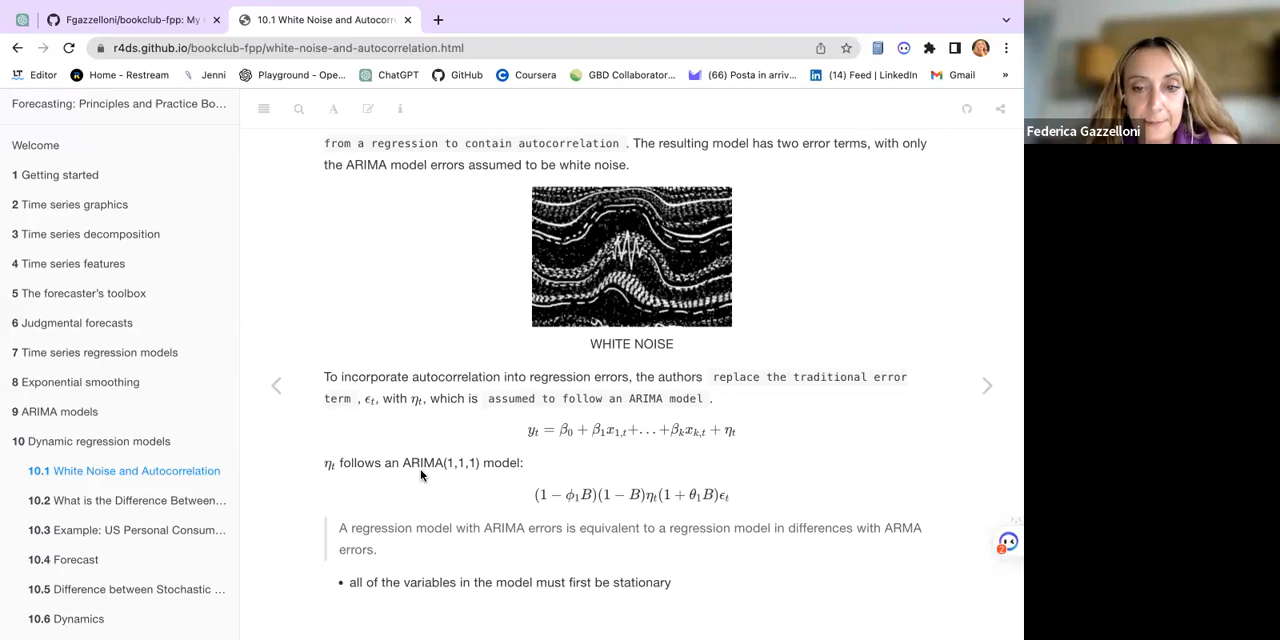 Fgazzelloni/bookclub-fpp: My
10.1 White Noise and Autocorr
r4ds.github.io/bookclub-fpp/white-noise-and-autocorrelation.html
LT Editor Home - Restream Jenni Playground - Ope... ChatGPT GitHub Coursera GBD Collaborator... (66) Posta in arriv... (14) Feed | LinkedIn Gmail »
Forecasting: Principles and Practice Bo...
Welcome
1 Getting started
2 Time series graphics
3 Time series decomposition
4 Time series features
5 The forecaster's toolbox
6 Judgmental forecasts
7 Time series regression models
8 Exponential smoothing
9 ARIMA models
10 Dynamic regression models
10.1 White Noise and Autocorrelation
10.2 What is the Difference Between...
10.3 Example: US Personal Consum...
10.4 Forecast
10.5 Difference between Stochastic ...
10.6 Dynamics
from a regression to contain autocorrelation . The resulting model has two error terms, with only
the ARIMA model errors assumed to be white noise.
WHITE NOISE
To incorporate autocorrelation into regression errors, the authors replace the traditional error
term , ϵₜ, with ηₜ, which is assumed to follow an ARIMA model .
yₜ = β₀ + β₁x₁,ₜ+...+βₖxₖ,ₜ + ηₜ
ηₜ follows an ARIMA(1,1,1) model:
(1 − ϕ₁B)(1 − B)ηₜ(1 + θ₁B)ϵₜ
A regression model with ARIMA errors is equivalent to a regression model in differences with ARMA
errors.
• all of the variables in the model must first be stationary
2
Federica Gazzelloni